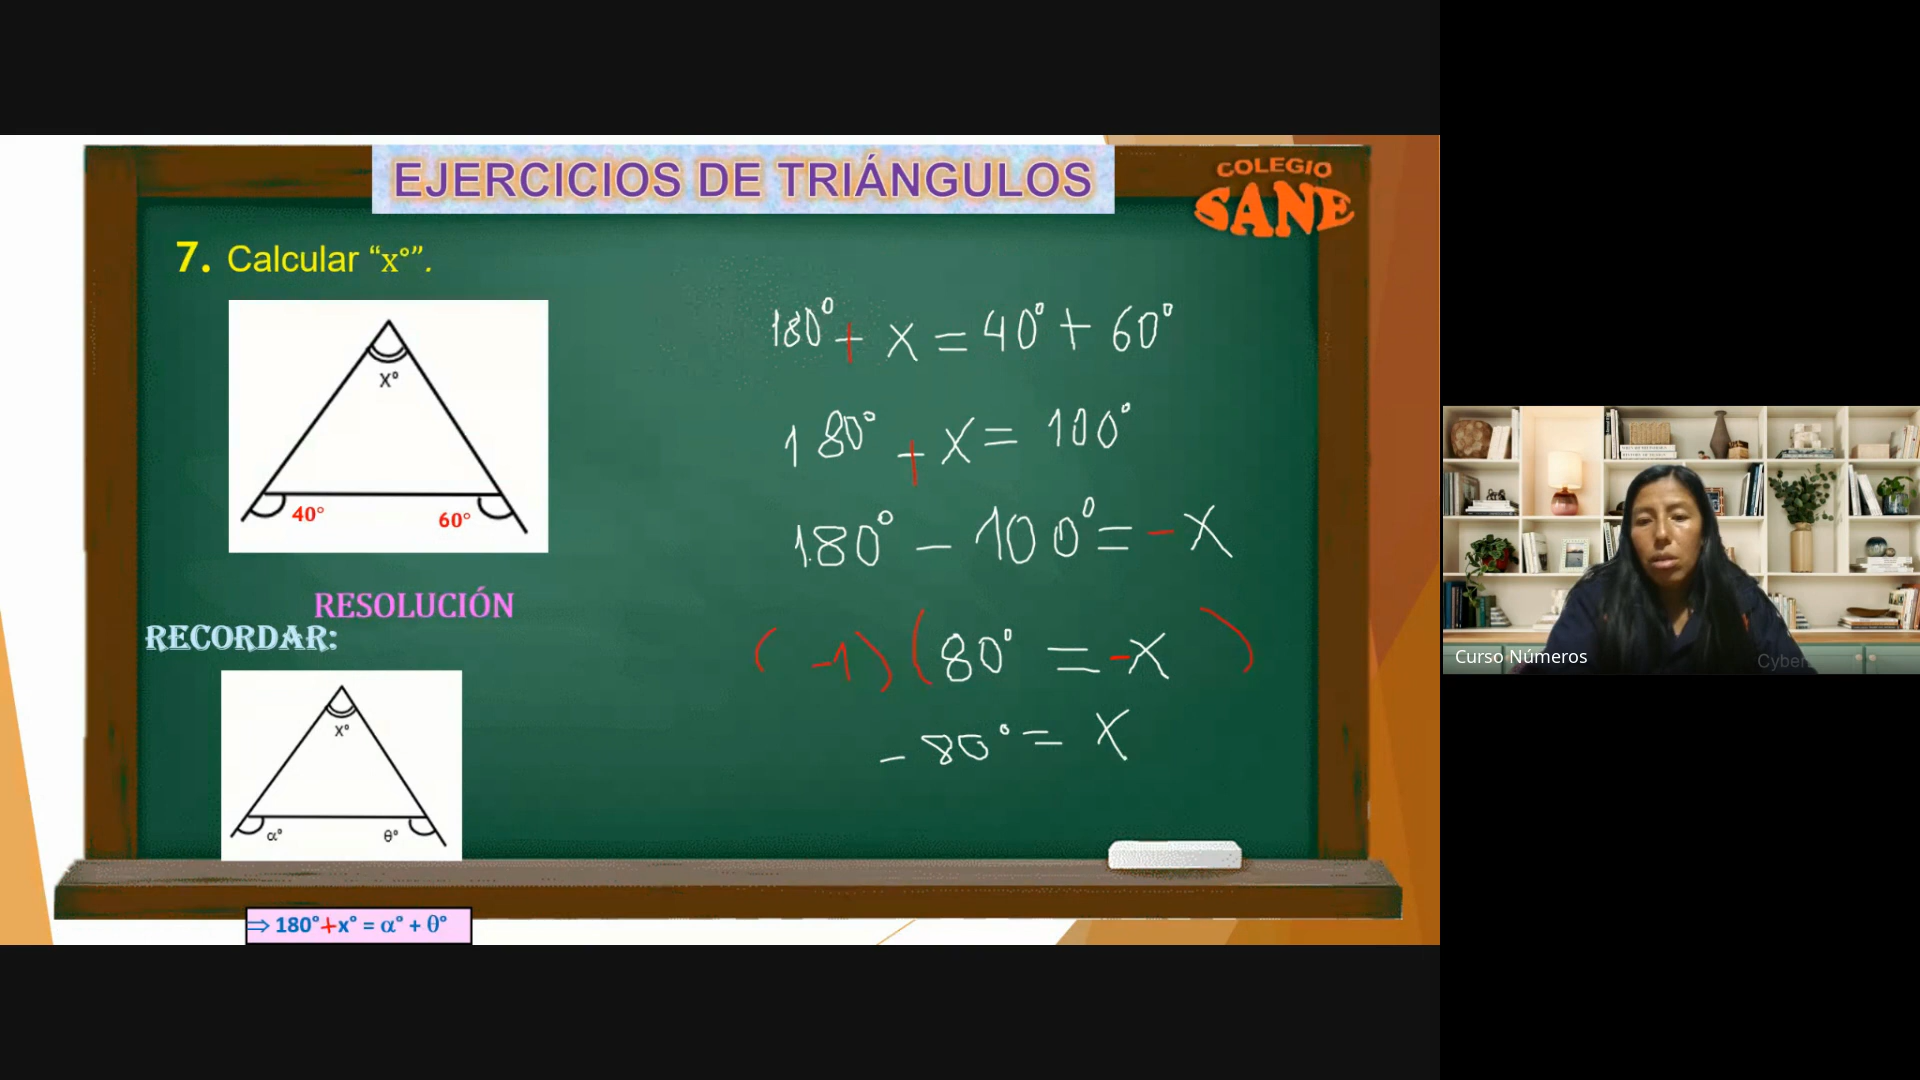 EJERCICIOS DE TRIÁNGULOS
COLEGIO
SANE
7. Calcular “x°”.
x°
40°
60°
RESOLUCIÓN
RECORDAR:
x°
α°
θ°
⇒ 180°+x° = α° + θ°
180° + x = 40° + 60°
180° + x = 100°
180° - 100° = - x
(-1) (80° = -x)
- 80° = x
Curso Números